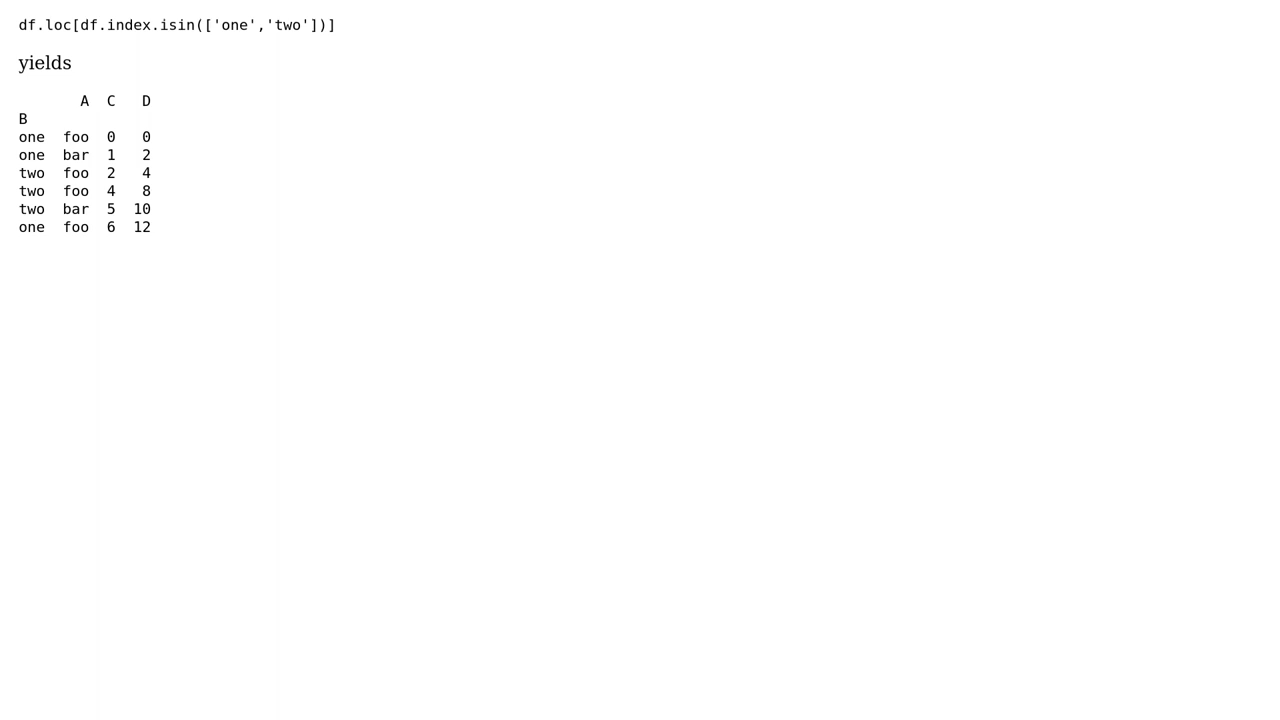 df.loc[df.index.isin(['one','two'])]
yields
       A  C   D
B
one  foo  0   0
one  bar  1   2
two  foo  2   4
two  foo  4   8
two  bar  5  10
one  foo  6  12